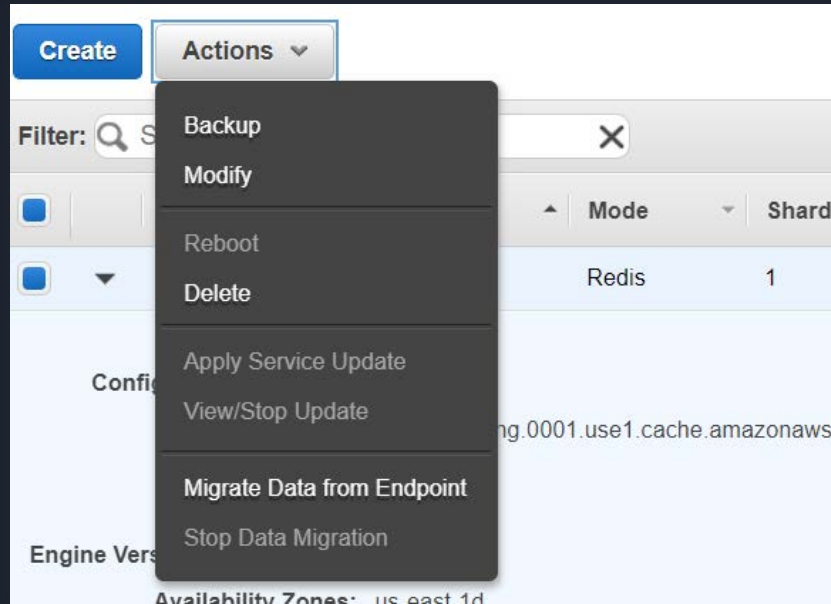 Create Actions
Filter: S
Backup
Modify
Reboot
Delete
Apply Service Update
View/Stop Update
Migrate Data from Endpoint
Stop Data Migration
Mode Shard
Redis 1
Config
ng.0001.use1.cache.amazonaws
Engine Vers
Availability Zones: us-east-1d